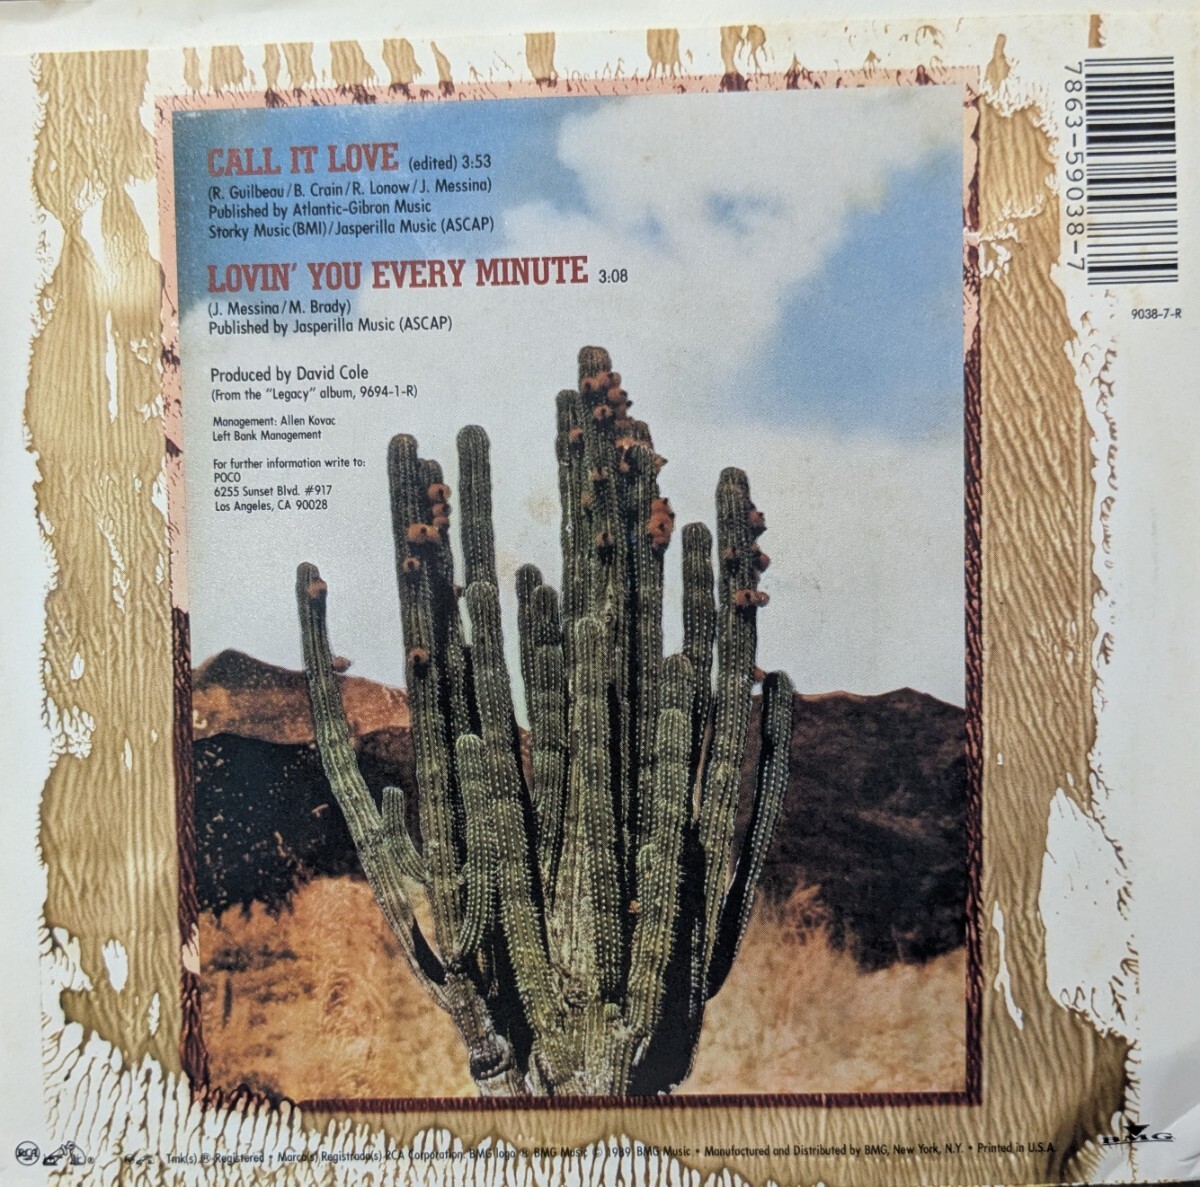 CALL IT LOVE (edited) 3:53
(R. Guilbeau/B. Crain/R. Lonow/J. Messina)
Published by Atlantic-Gibron Music
Storky Music (BMI)/Jasperilla Music (ASCAP)
LOVIN' YOU EVERY MINUTE 3:08
(J. Messina/M. Brady)
Published by Jasperilla Music (ASCAP)
Produced by David Cole
(From the "Legacy" album, 9694-1-R)
Management: Allen Kovac
Left Bank Management
For further information write to:
POCO
6255 Sunset Blvd. #917
Los Angeles, CA 90028
7863-59038-7
9038-7-R
RCA
Tmk(s). ® Registered • Marca(s) Registrada(s) RCA Corporation. BMG logo ® BMG Music © 1989 BMG Music • Manufactured and Distributed by BMG, New York, N.Y. • Printed in U.S.A.
BMG